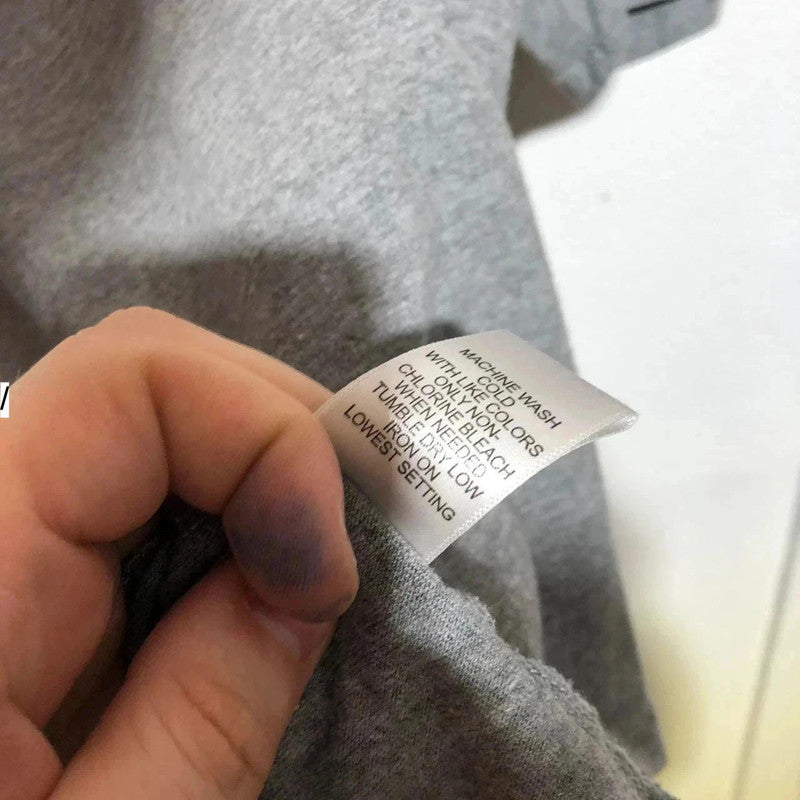 MACHINE WASH
COLD
WITH LIKE COLORS
ONLY NON-
CHLORINE BLEACH
WHEN NEEDED
TUMBLE DRY LOW
IRON ON
LOWEST SETTING
/